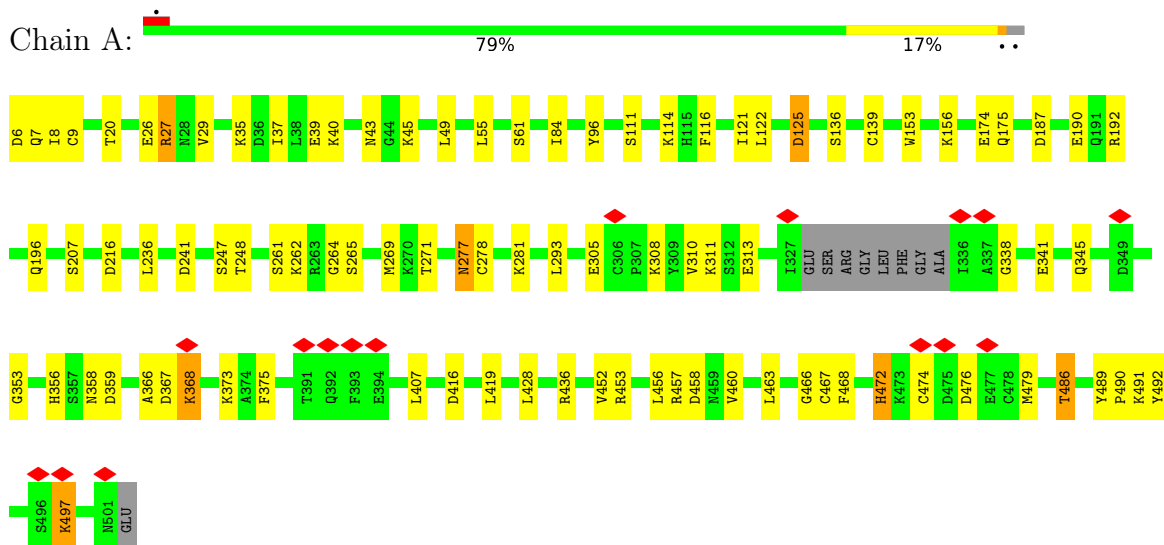 Chain A:
79% 17%
D6 Q7 I8 C9 T20 E26 R27 N28 V29 K35 D36 I37 L38 E39 K40 N43 G44 K45 L49 L55 S61 I84 Y96 S111 K114 H115 F116 I121 L122 D125 S136 C139 W153 K156 E174 Q175 D187 E190 Q191 R192
Q196 S207 D216 L236 D241 S247 T248 S261 K262 R263 G264 S265 M269 K270 T271 N277 C278 K281 L293 E305 C306 P307 K308 Y309 V310 K311 S312 E313 I327 GLU SER ARG GLY LEU PHE GLY ALA I336 A337 G338 E341 Q345 D349
G353 H356 S357 N358 D359 A366 D367 K368 K373 A374 F375 T391 Q392 F393 E394 L407 D416 L419 L428 R436 V452 R453 L456 R457 D458 N459 V460 L463 G466 C467 F468 H472 K473 C474 D475 D476 E477 C478 M479 T486 Y489 P490 K491 Y492
S496 K497 N501 GLU